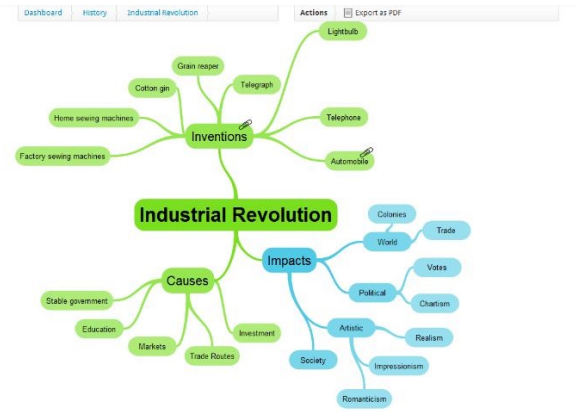 Dashboard History Industrial Revolution Actions Export as PDF
Lightbulb
Grain reaper
Telegraph
Cotton gin
Home sewing machines
Telephone
Inventions
Factory sewing machines
Automobile
Industrial Revolution
Colonies
Trade
World
Impacts
Votes
Causes
Political
Chartism
Stable government
Education
Artistic
Investment
Realism
Markets
Trade Routes
Society
Impressionism
Romanticism